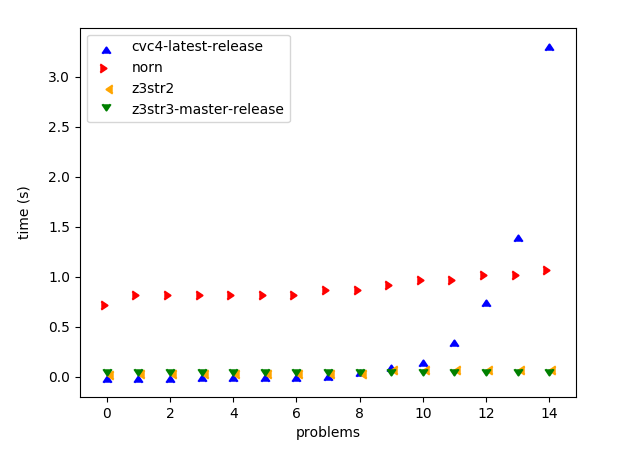 cvc4-latest-release
norn
z3str2
z3str3-master-release
3.0
2.5
2.0
1.5
1.0
0.5
0.0
time (s)
0 2 4 6 8 10 12 14
problems